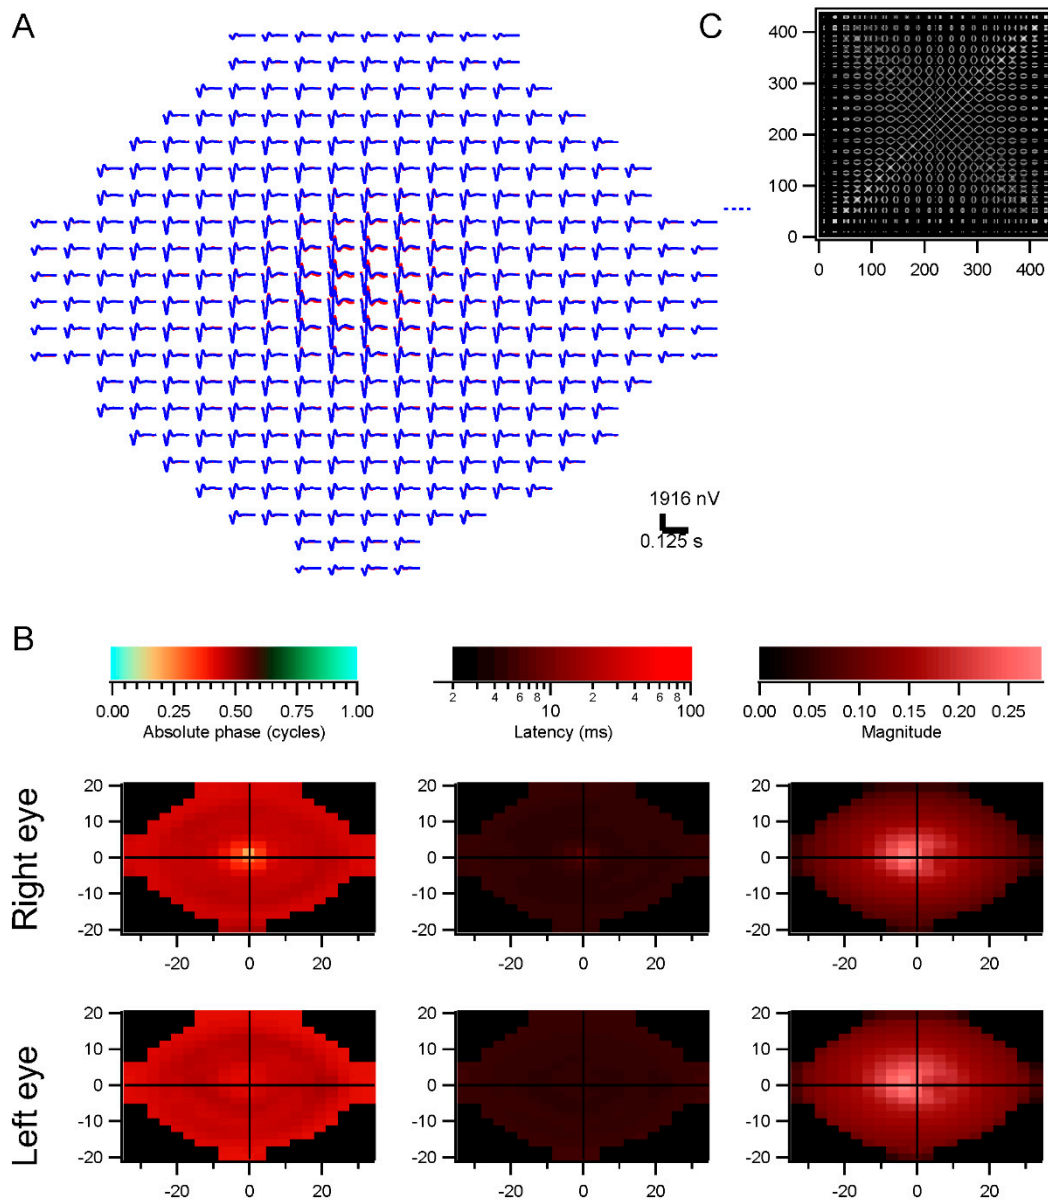 A
C
400
300
200
100
0
0 100 200 300 400
1916 nV
0.125 s
B
0.00 0.25 0.50 0.75 1.00
Absolute phase (cycles)
2 4 6 8 10 2 4 6 8 100
Latency (ms)
0.00 0.05 0.10 0.15 0.20 0.25
Magnitude
Right eye
20 20 20
10 10 10
0 0 0
-10 -10 -10
-20 -20 -20
-20 0 20 -20 0 20 -20 0 20
Left eye
20 20 20
10 10 10
0 0 0
-10 -10 -10
-20 -20 -20
-20 0 20 -20 0 20 -20 0 20